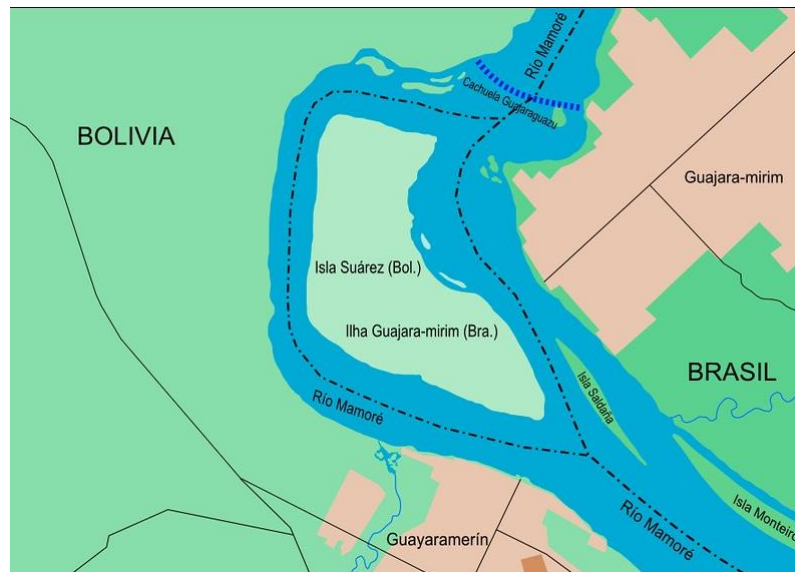 Río Mamoré
Cachuela Guajaraguazu
BOLIVIA
Guajara-mirim
Isla Suárez (Bol.)
Ilha Guajara-mirim (Bra.)
BRASIL
Isla Saldaña
Río Mamoré
Isla Monteiro
Río Mamoré
Guayaramerín